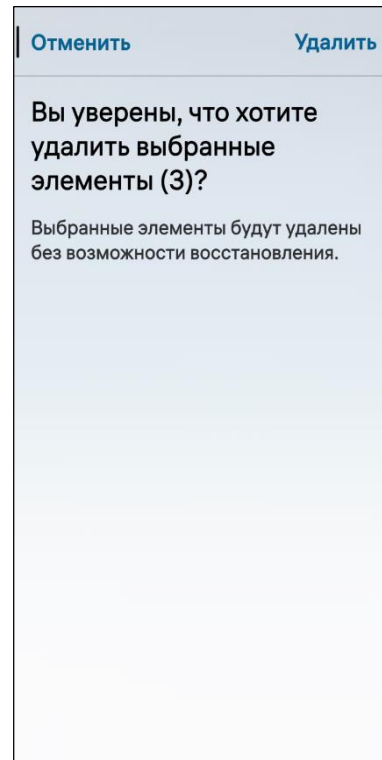 Отменить Удалить
Вы уверены, что хотите
удалить выбранные
элементы (3)?
Выбранные элементы будут удалены
без возможности восстановления.